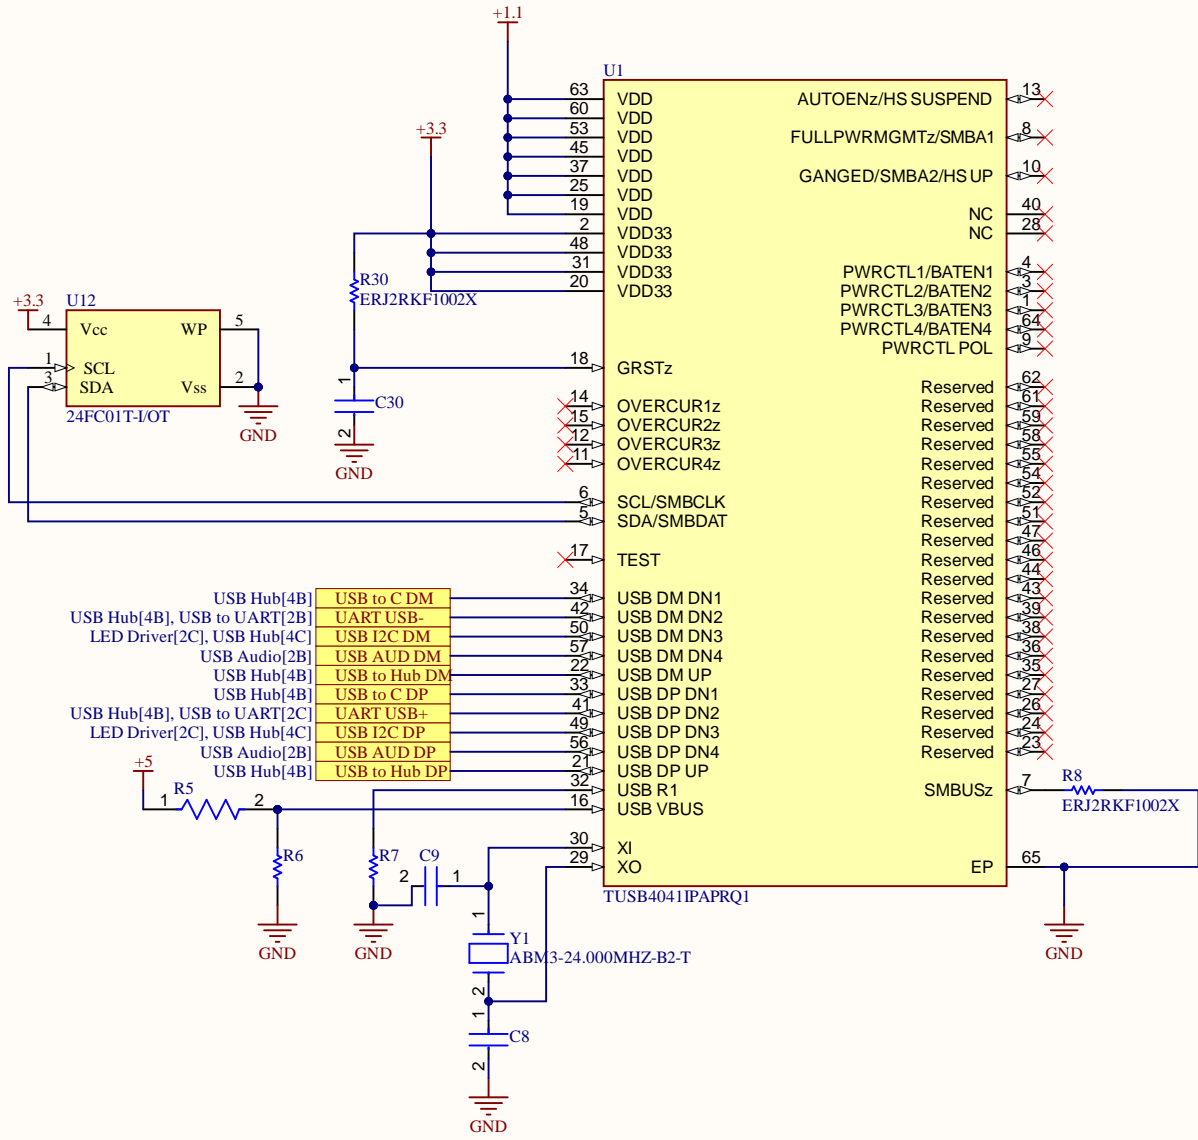 +1.1
U1
63 VDD AUTOENz/HS SUSPEND 13
60 VDD
+3.3 53 VDD FULLPWRMGMTz/SMBA1 8
45 VDD
37 VDD GANGED/SMBA2/HS UP 10
25 VDD
19 VDD NC 40
2 VDD33 NC 28
48 VDD33
31 VDD33 PWRCTL1/BATEN1 4
20 VDD33 PWRCTL2/BATEN2 3
PWRCTL3/BATEN3 1
PWRCTL4/BATEN4 64
PWRCTL POL 9
R30
ERJ2RKF1002X
+3.3 U12
4 Vcc WP 5
1 SCL
3 SDA Vss 2
24FC01T-I/OT
GND
18 GRSTz
1
C30
2
GND
14 OVERCUR1z
15 OVERCUR2z
12 OVERCUR3z
11 OVERCUR4z
6 SCL/SMBCLK
5 SDA/SMBDAT
17 TEST
Reserved 62
Reserved 61
Reserved 59
Reserved 58
Reserved 55
Reserved 54
Reserved 52
Reserved 51
Reserved 47
Reserved 46
Reserved 44
Reserved 43
Reserved 39
Reserved 38
Reserved 36
Reserved 35
Reserved 27
Reserved 26
Reserved 24
Reserved 23
USB Hub[4B] USB to C DM 34 USB DM DN1
USB Hub[4B], USB to UART[2B] UART USB- 42 USB DM DN2
LED Driver[2C], USB Hub[4C] USB I2C DM 50 USB DM DN3
USB Audio[2B] USB AUD DM 57 USB DM DN4
USB Hub[4B] USB to Hub DM 22 USB DM UP
USB Hub[4B] USB to C DP 33 USB DP DN1
USB Hub[4B], USB to UART[2C] UART USB+ 41 USB DP DN2
LED Driver[2C], USB Hub[4C] USB I2C DP 49 USB DP DN3
USB Audio[2B] USB AUD DP 56 USB DP DN4
USB Hub[4B] USB to Hub DP 21 USB DP UP
32 USB R1
16 USB VBUS
30 XI
29 XO
SMBUSz 7 R8
ERJ2RKF1002X
EP 65
GND
TUSB4041IPAPRQ1
+5
R5
1 2
R6
GND
R7
GND
C9
2 1
1
Y1
ABM3-24.000MHZ-B2-T
2
1
C8
2
GND